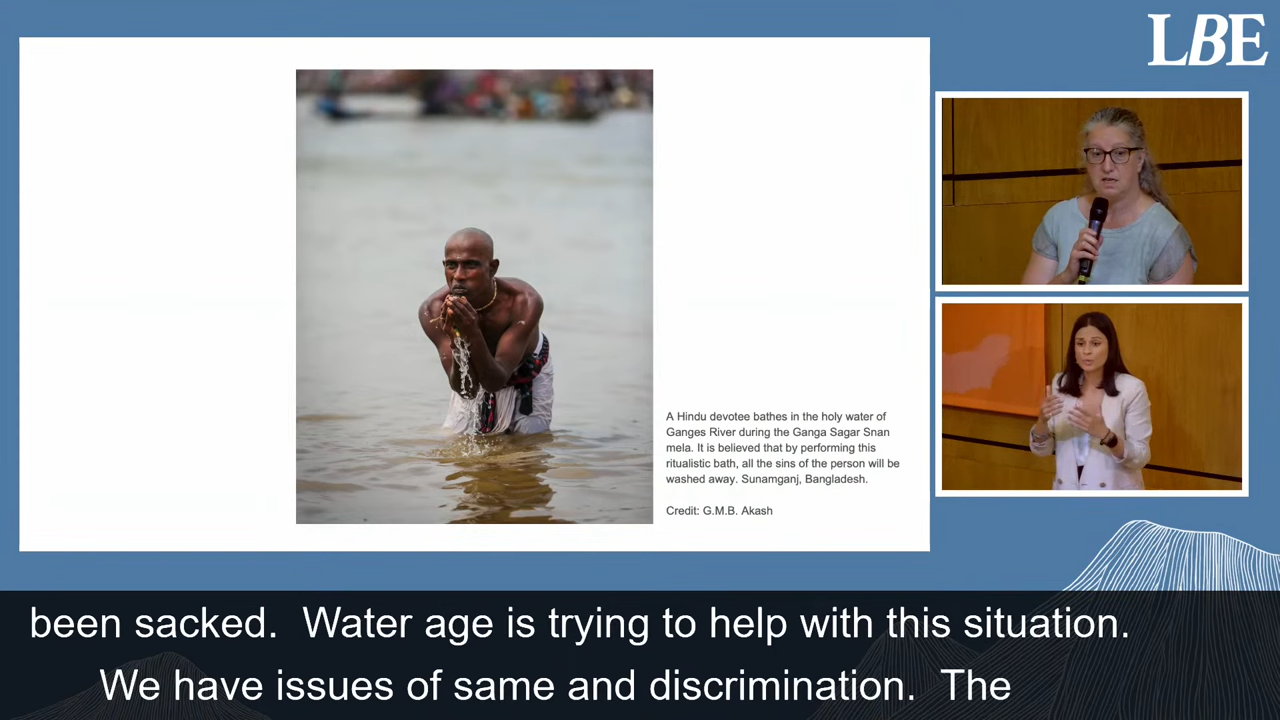 LBE
A Hindu devotee bathes in the holy water of
Ganges River during the Ganga Sagar Snan
mela. It is believed that by performing this
ritualistic bath, all the sins of the person will be
washed away. Sunamganj, Bangladesh.
Credit: G.M.B. Akash
been sacked.  Water age is trying to help with this situation.
We have issues of same and discrimination.  The